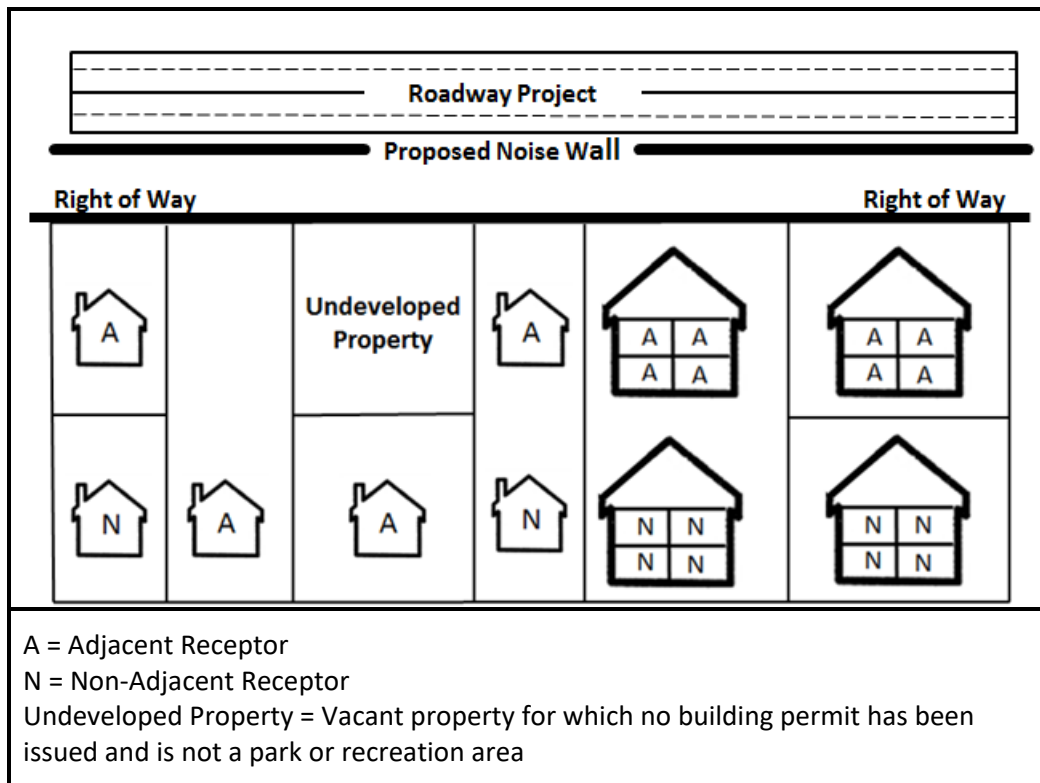 Roadway Project
Proposed Noise Wall
Right of Way Right of Way
A Undeveloped Property A A A A A
A A A A
N A A N N N N N
N N N N
A = Adjacent Receptor
N = Non-Adjacent Receptor
Undeveloped Property = Vacant property for which no building permit has been
issued and is not a park or recreation area